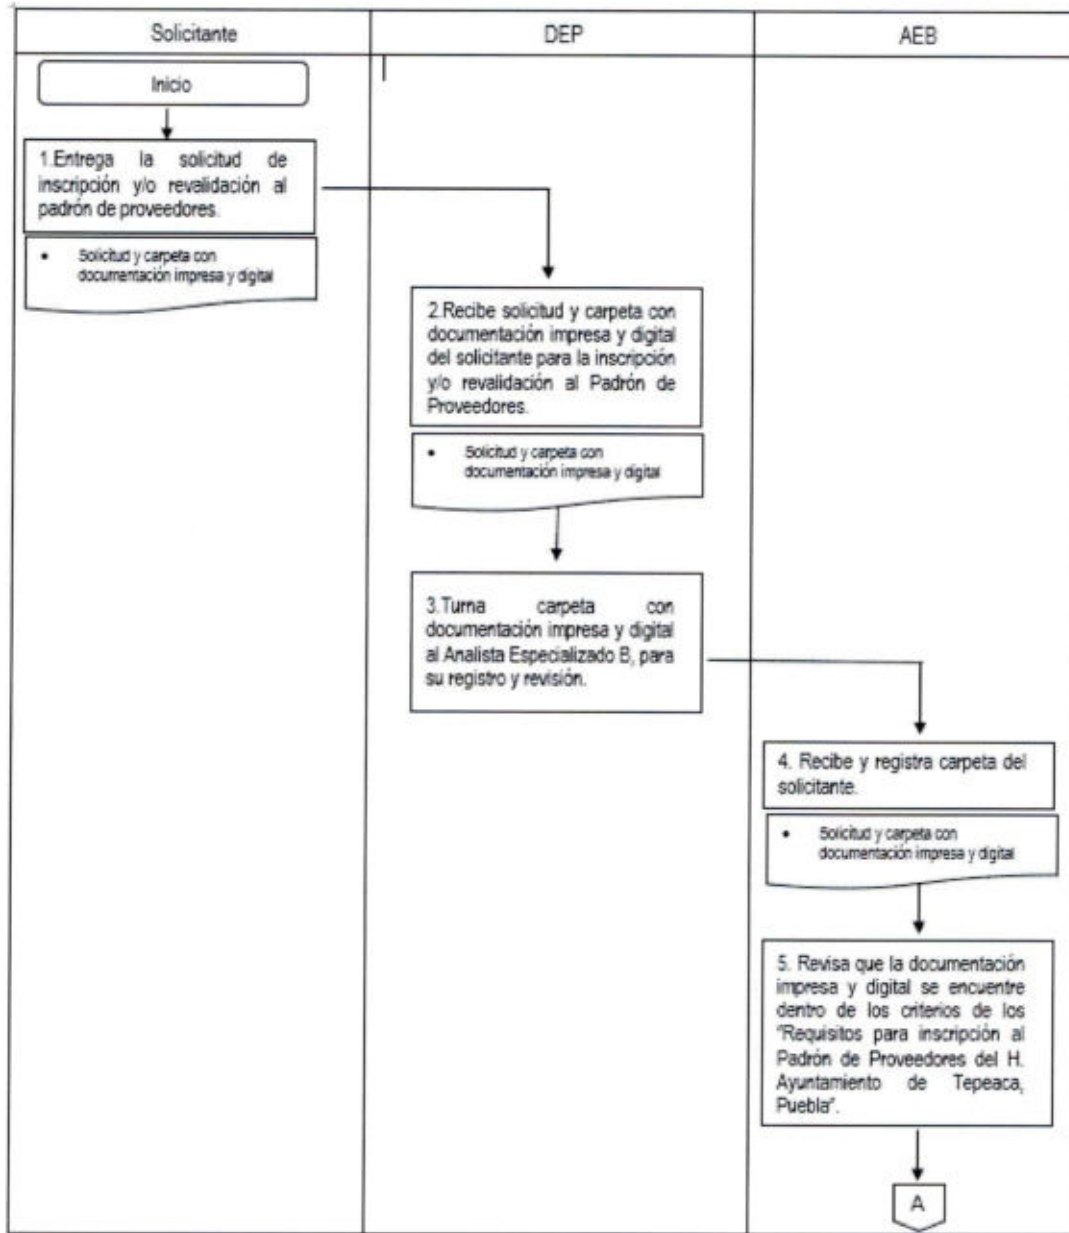 Solicitante
DEP
AEB
Inicio
1.Entrega la solicitud de
inscripción y/o revalidación al
padrón de proveedores.
• Solicitud y carpeta con
documentación impresa y digital
2.Recibe solicitud y carpeta con
documentación impresa y digital
del solicitante para la inscripción
y/o revalidación al Padrón de
Proveedores.
• Solicitud y carpeta con
documentación impresa y digital
3.Turna carpeta con
documentación impresa y digital
al Analista Especializado B, para
su registro y revisión.
4. Recibe y registra carpeta del
solicitante.
• Solicitud y carpeta con
documentación impresa y digital
5. Revisa que la documentación
impresa y digital se encuentre
dentro de los criterios de los
"Requisitos para inscripción al
Padrón de Proveedores del H.
Ayuntamiento de Tepeaca,
Puebla".
A